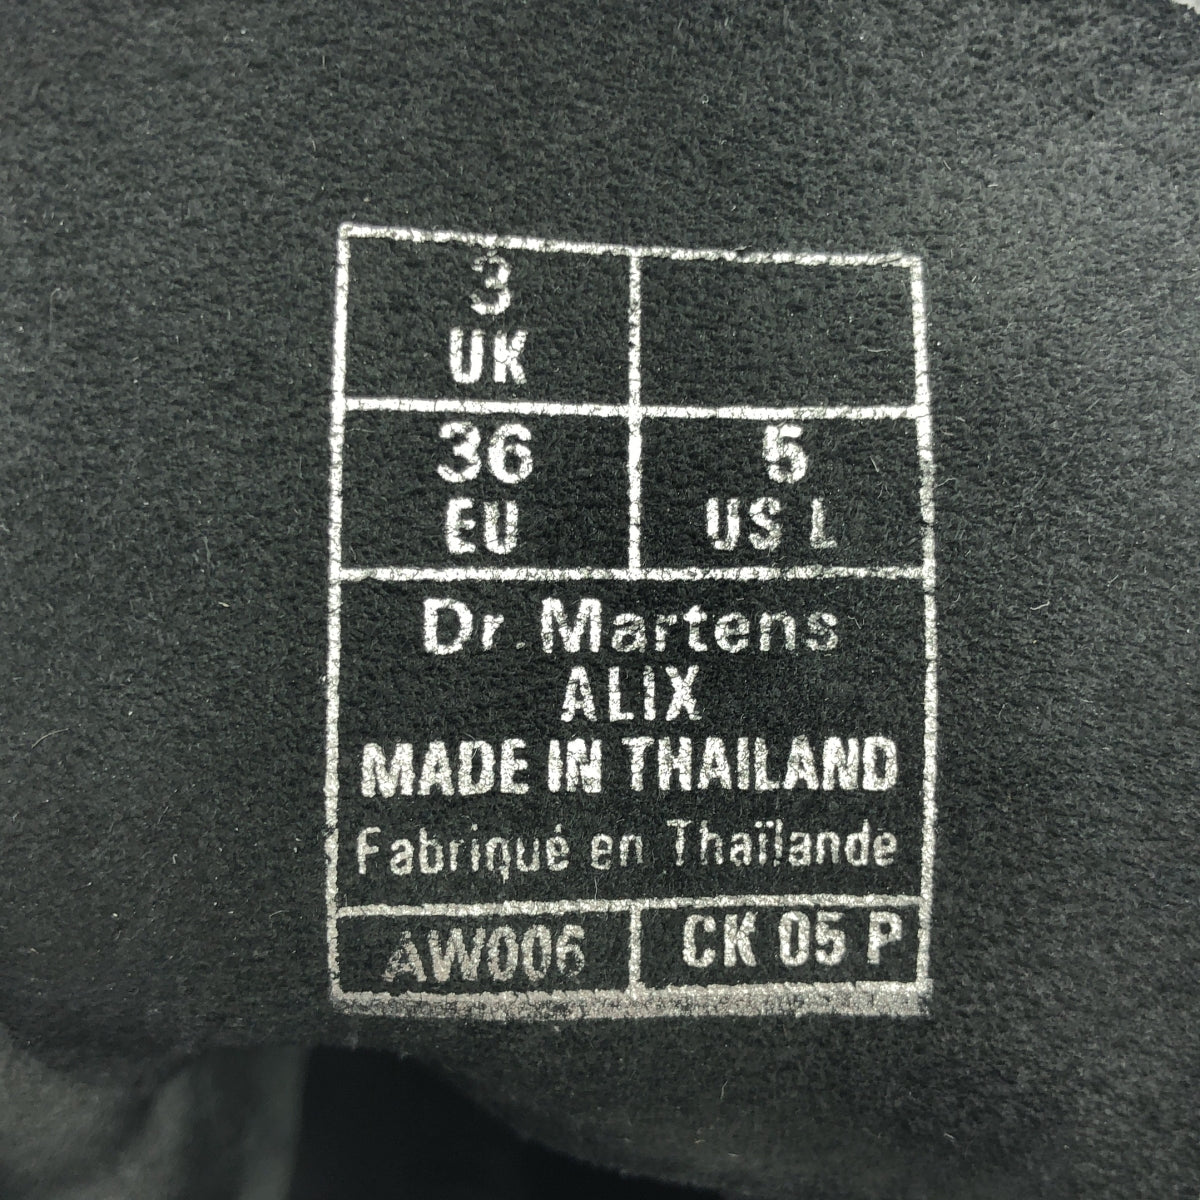 3
UK
36 5
EU US L
Dr. Martens
ALIX
MADE IN THAILAND
Fabriqué en Thaïlande
AW006 CK 05 P